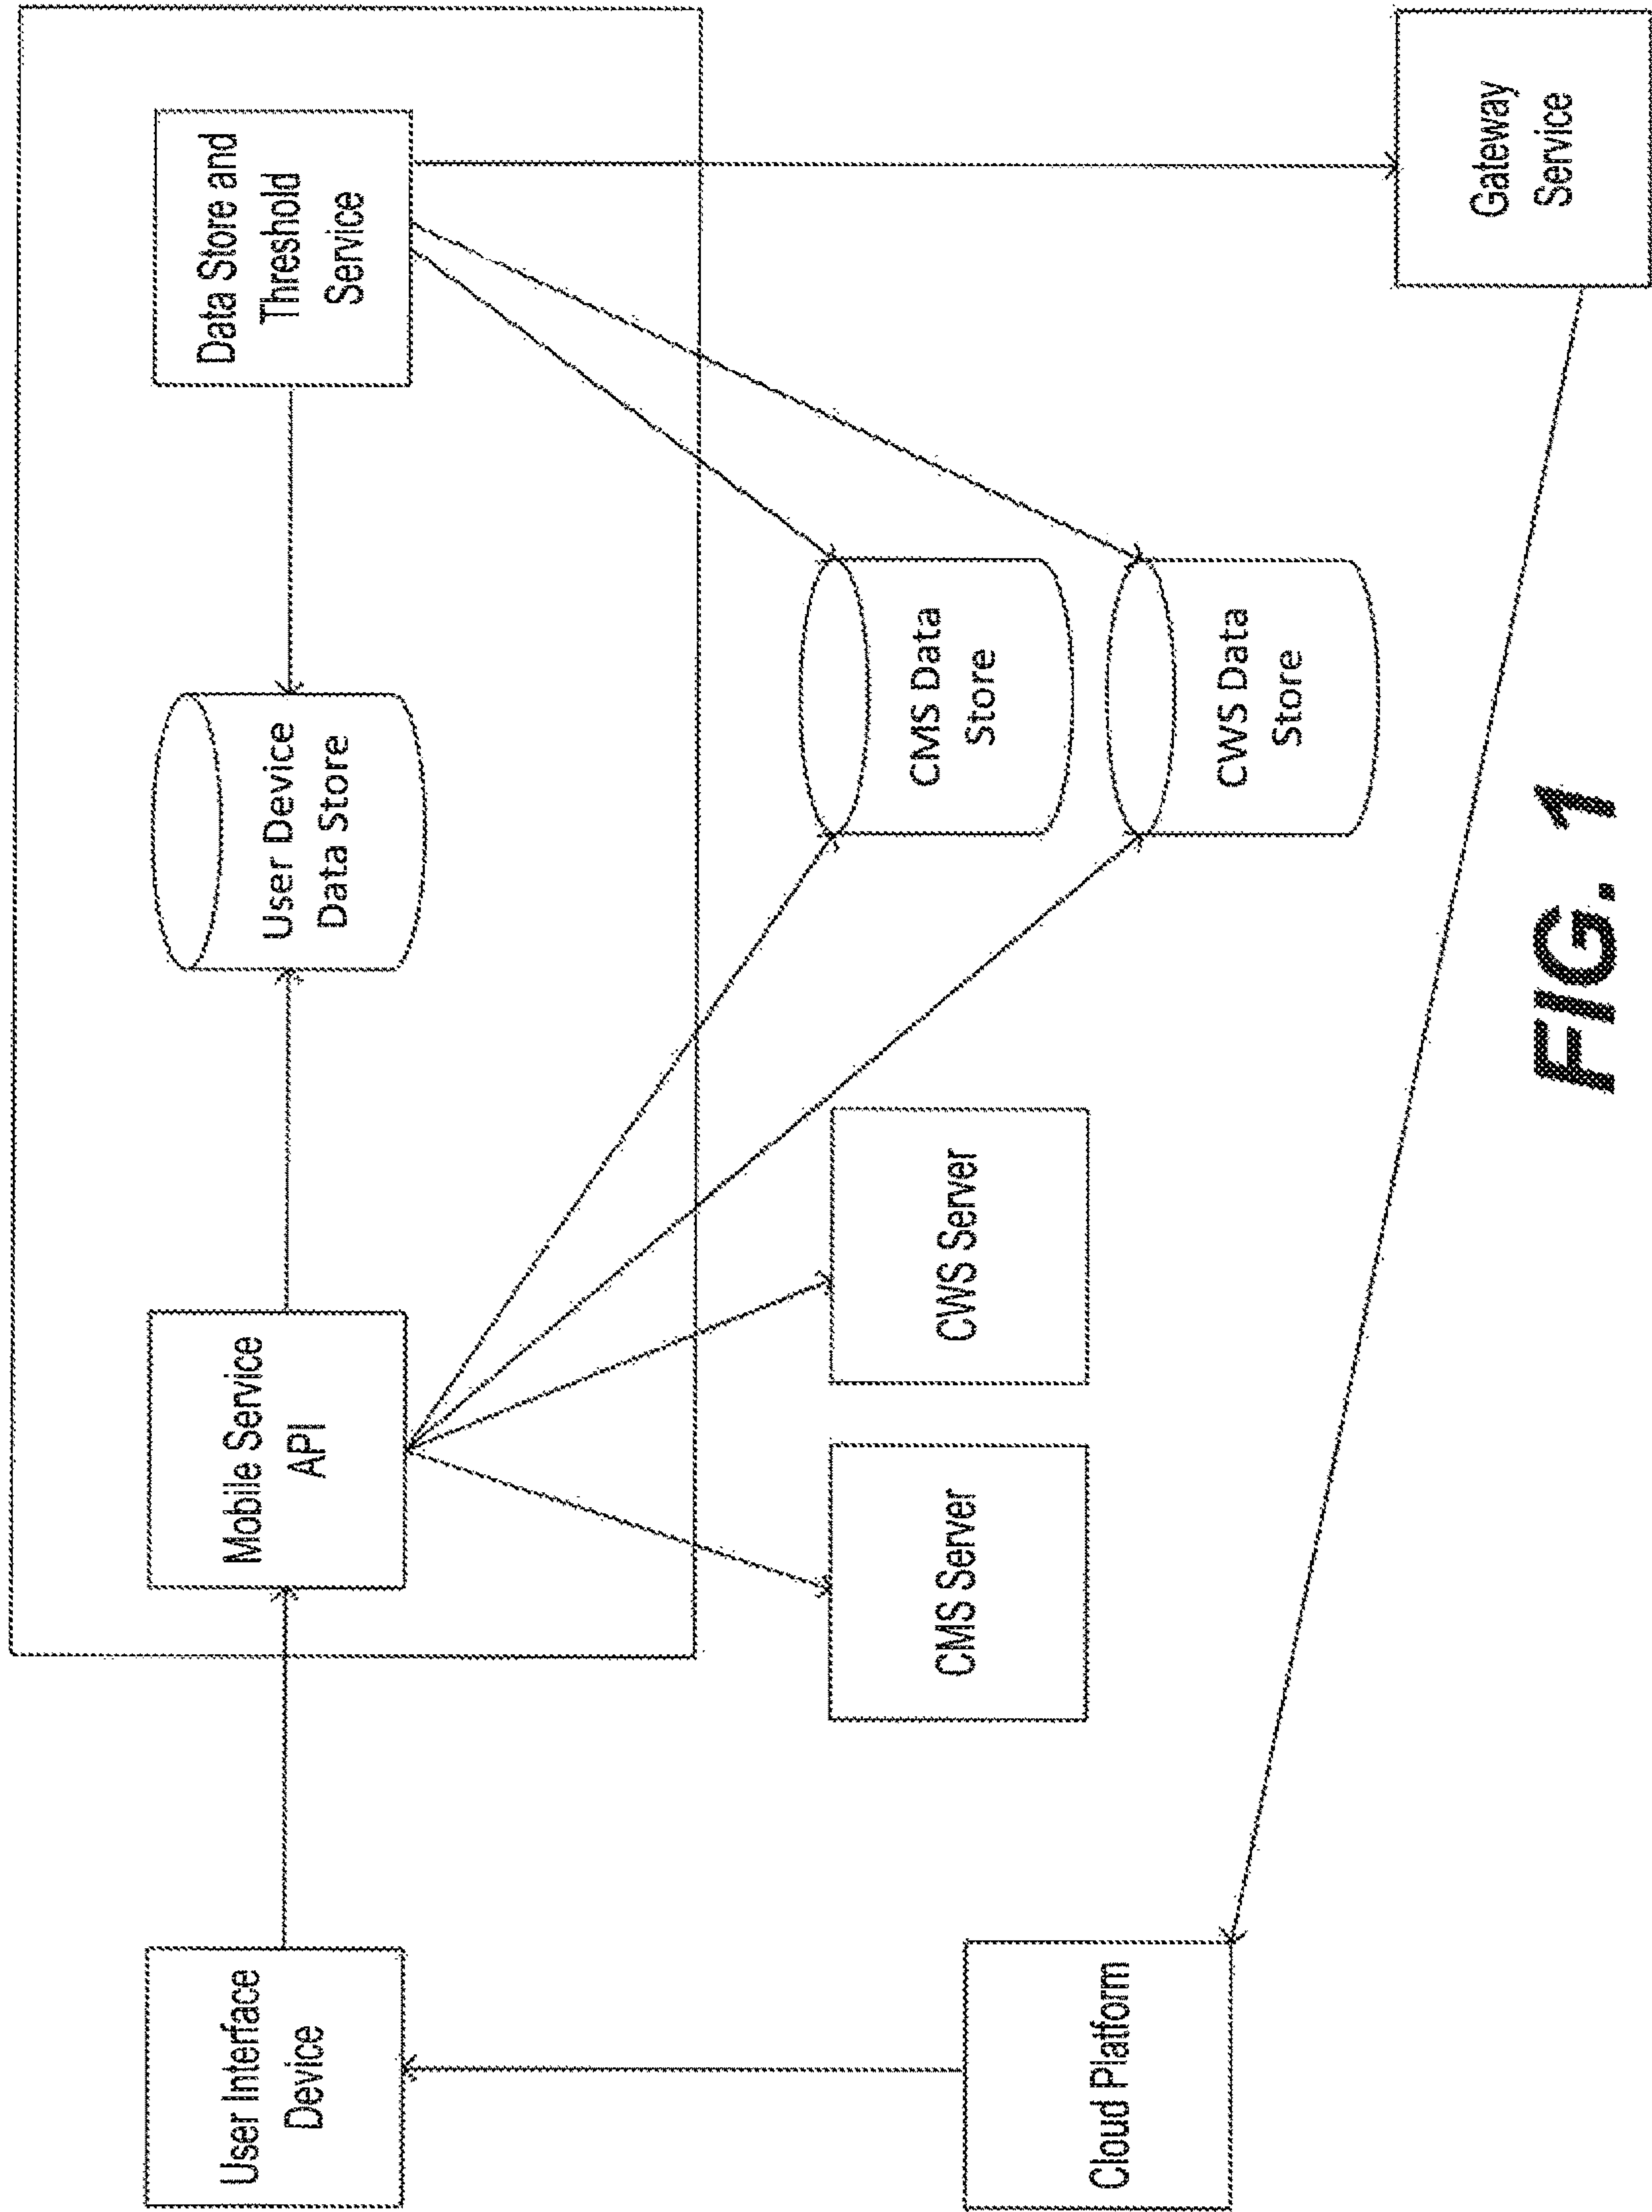 User Interface
Device
Mobile Service
API
User Device
Data Store
Data Store and
Threshold
Service
CMS Server
CWS Server
CMS Data
Store
CWS Data
Store
Cloud Platform
Gateway
Service
FIG. 1